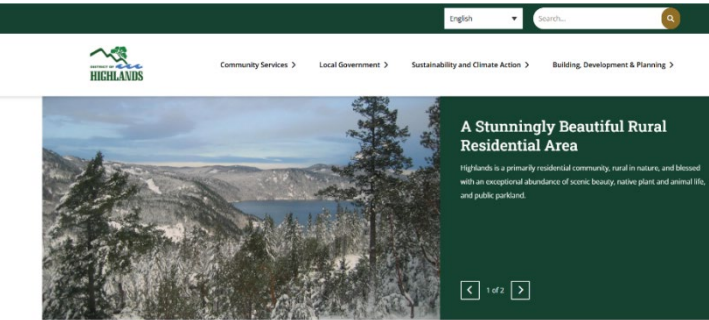 English
Search...
DISTRICT OF
HIGHLANDS
Community Services >
Local Government >
Sustainability and Climate Action >
Building, Development & Planning >
A Stunningly Beautiful Rural
Residential Area
Highlands is a primarily residential community, rural in nature, and blessed
with an exceptional abundance of scenic beauty, native plant and animal life,
and public parkland.
1 of 2